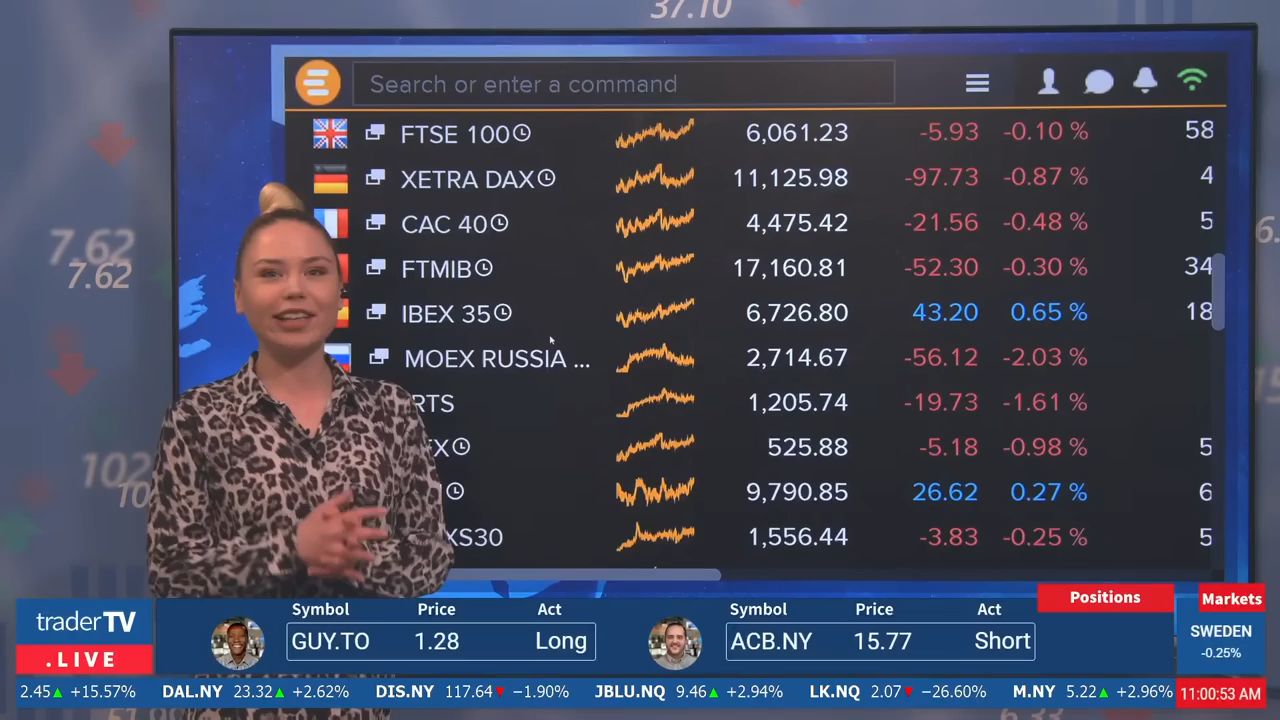 37.10
Search or enter a command
FTSE 100 6,061.23 -5.93 -0.10 % 58
XETRA DAX 11,125.98 -97.73 -0.87 % 4
CAC 40 4,475.42 -21.56 -0.48 % 5
FTMIB 17,160.81 -52.30 -0.30 % 34
IBEX 35 6,726.80 43.20 0.65 % 18
MOEX RUSSIA ... 2,714.67 -56.12 -2.03 %
RTS 1,205.74 -19.73 -1.61 %
525.88 -5.18 -0.98 % 5
9,790.85 26.62 0.27 % 6
XS30 1,556.44 -3.83 -0.25 % 5
7.62
7.62
102
10
traderTV
.LIVE
Symbol Price Act
GUY.TO 1.28 Long
Symbol Price Act
ACB.NY 15.77 Short
Positions
Markets
SWEDEN
-0.25%
2.45 +15.57% DAL.NY 23.32 +2.62% DIS.NY 117.64 −1.90% JBLU.NQ 9.46 +2.94% LK.NQ 2.07 −26.60% M.NY 5.22 +2.96%
11:00:53 AM